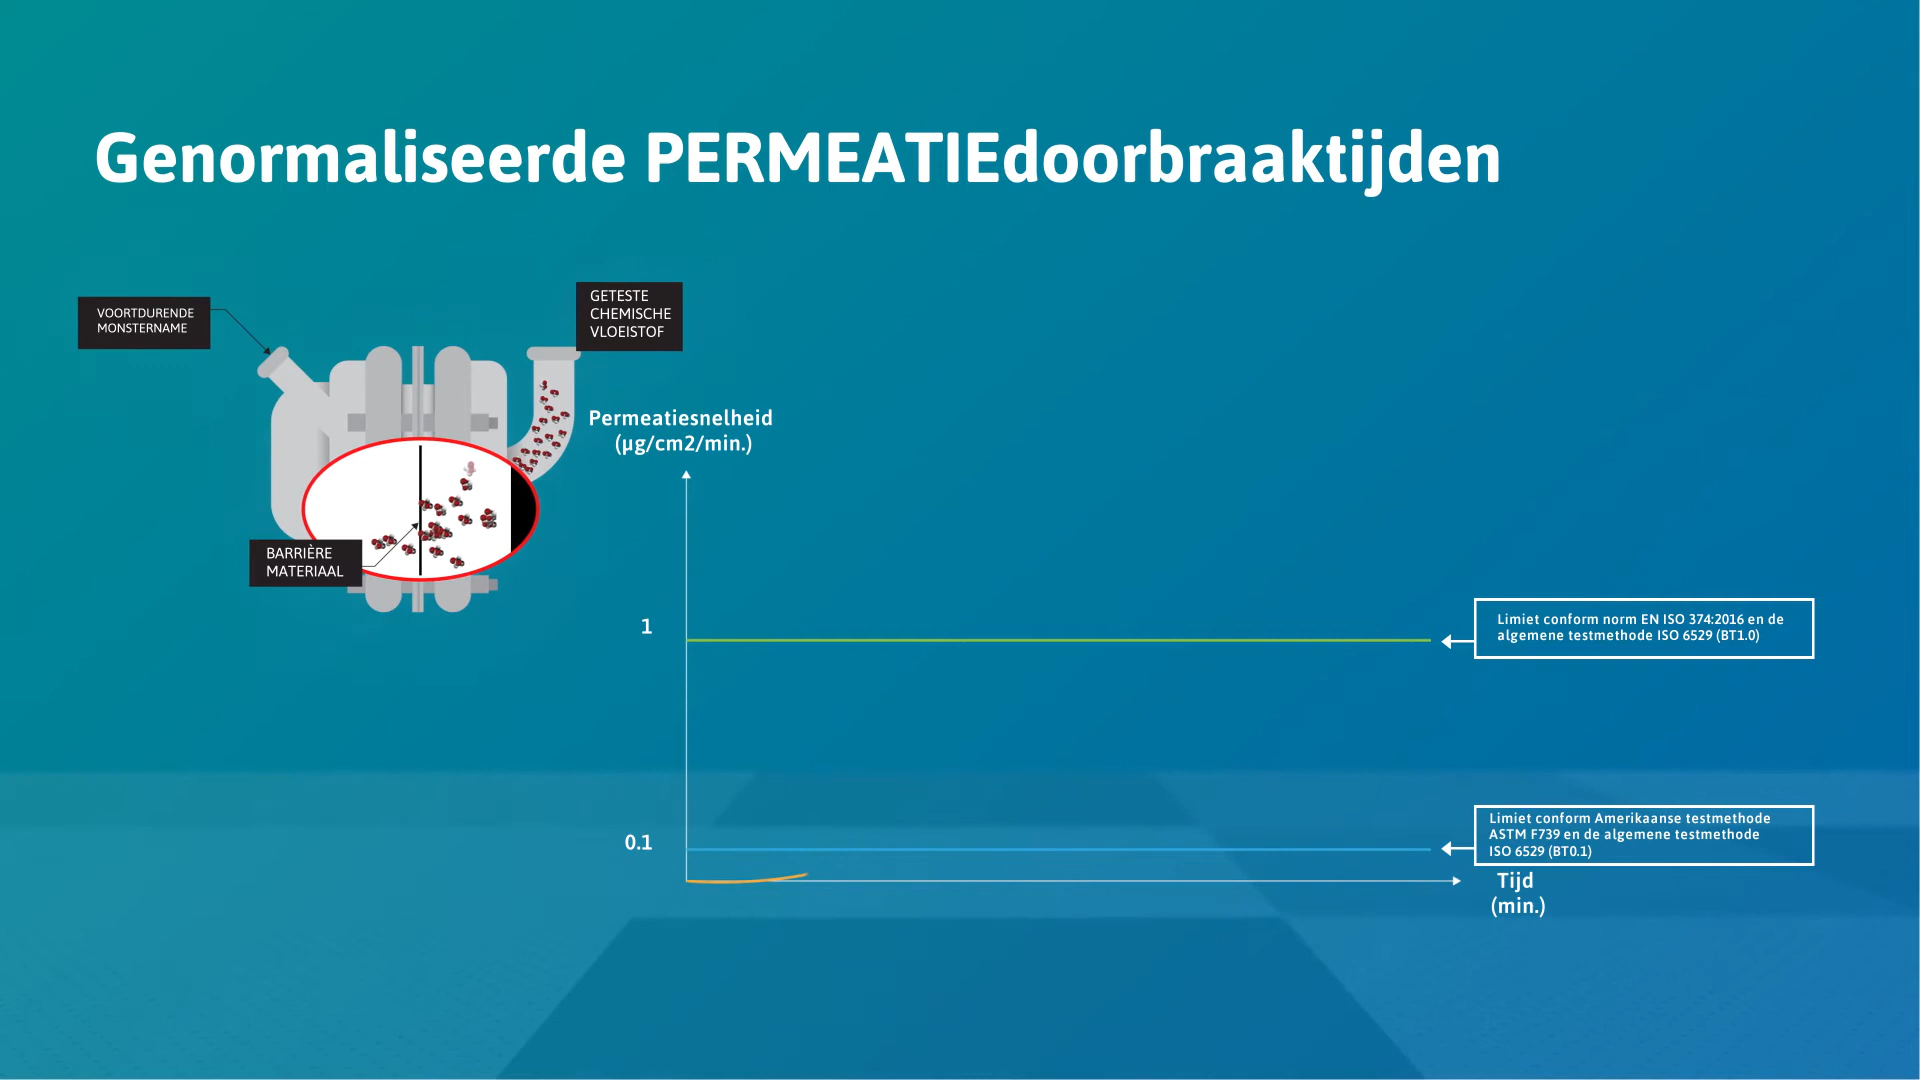 Genormaliseerde PERMEATIEdoorbraaktijden
VOORTDURENDE
MONSTERNAME
GETESTE
CHEMISCHE
VLOEISTOF
BARRIÈRE
MATERIAAL
Permeatiesnelheid
(µg/cm2/min.)
1
Limiet conform norm EN ISO 374:2016 en de
algemene testmethode ISO 6529 (BT1.0)
0.1
Limiet conform Amerikaanse testmethode
ASTM F739 en de algemene testmethode
ISO 6529 (BT0.1)
Tijd
(min.)